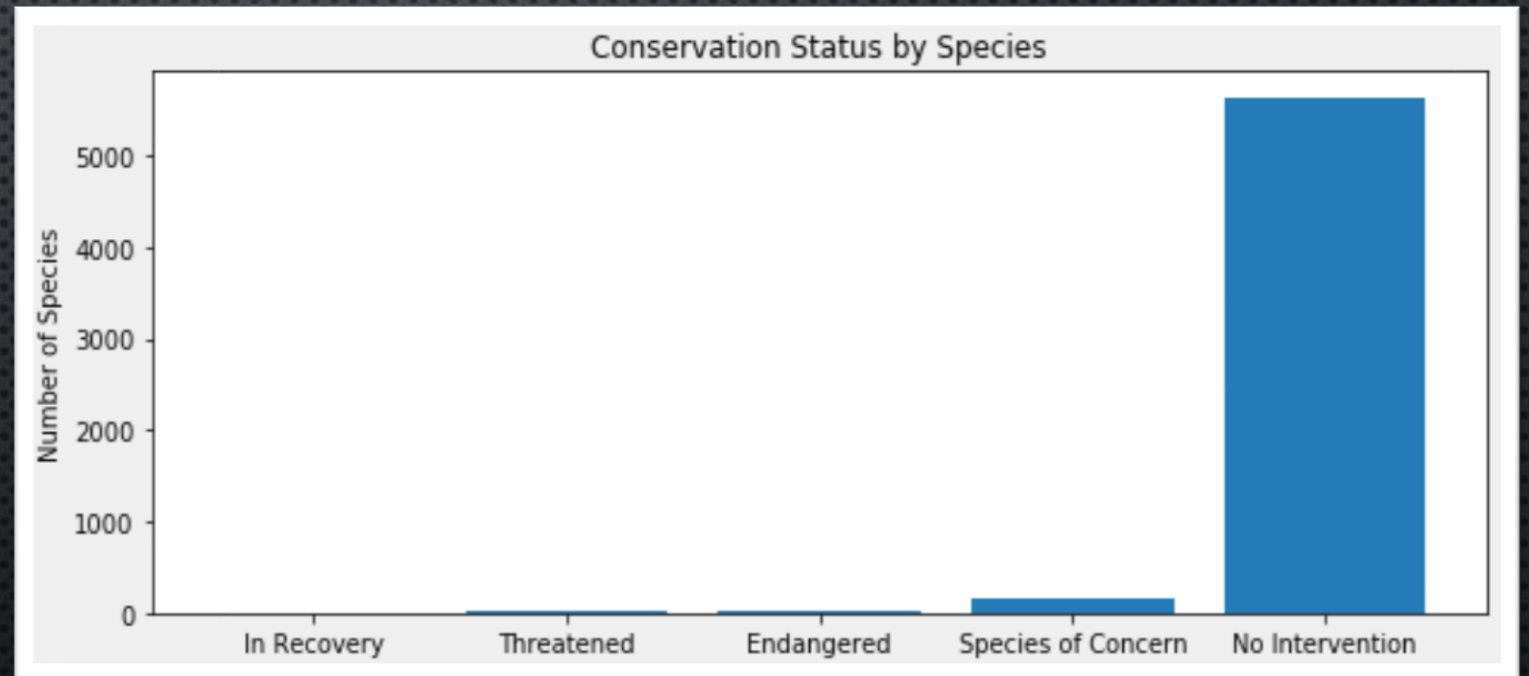 Conservation Status by Species
Number of Species
5000
4000
3000
2000
1000
0
In Recovery Threatened Endangered Species of Concern No Intervention